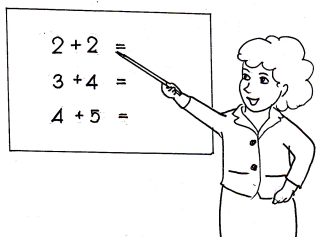 2 + 2 =
3 + 4 =
4 + 5 =